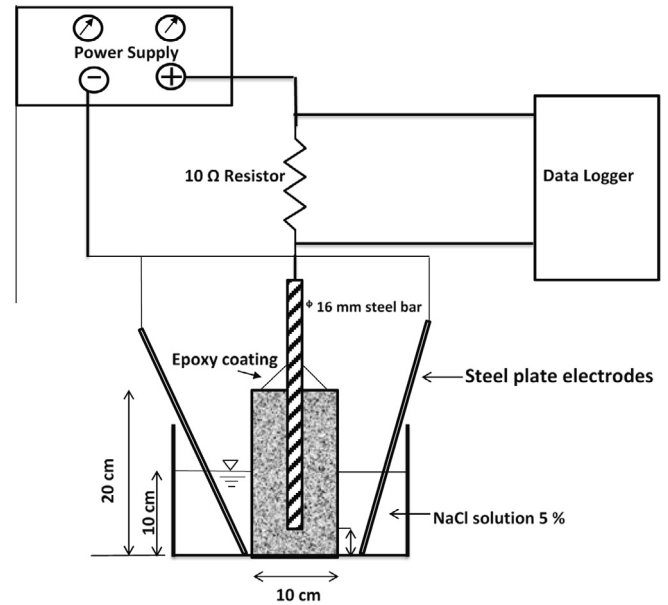 Power Supply
− +
10 Ω Resistor
Data Logger
ϕ 16 mm steel bar
Epoxy coating
Steel plate electrodes
20 cm
10 cm
NaCl solution 5 %
10 cm